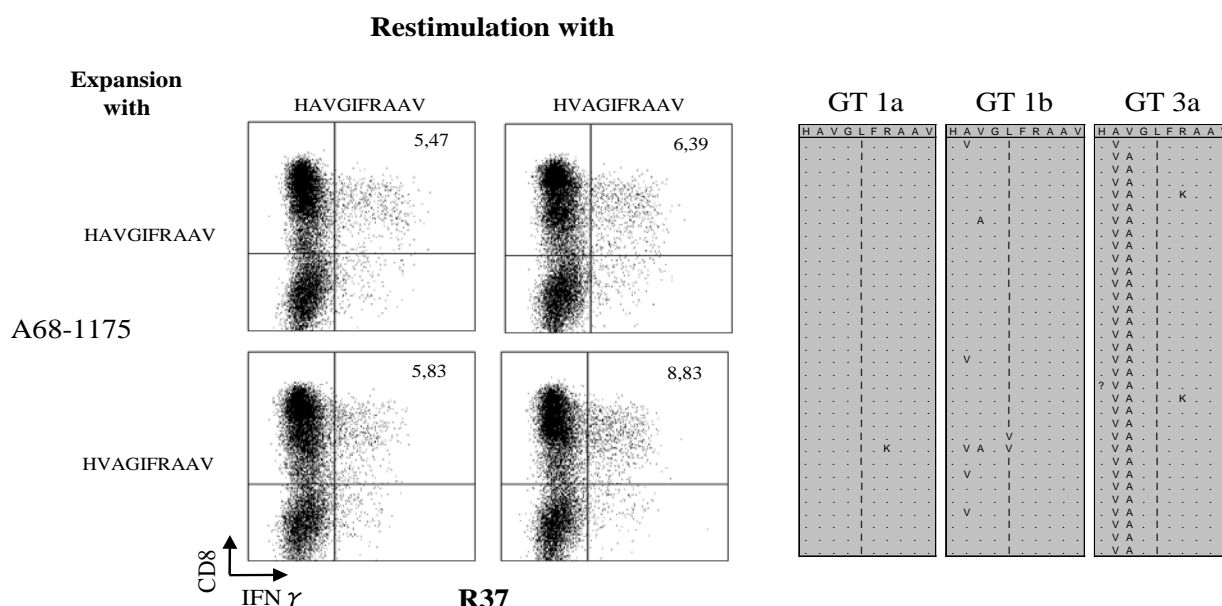 Restimulation with
Expansion
with
HAVGIFRAAV
HVAGIFRAAV
5,47
6,39
HAVGIFRAAV
A68-1175
5,83
8,83
HVAGIFRAAV
CD8
IFN γ
R37
GT 1a GT 1b GT 3a
H A V G L F R A A V H A V G L F R A A V H A V G L F R A A V
. . . . I . . . . . . V . . I . . . . . . V . . I . . . . .
. . . . I . . . . . . . . . I . . . . . . V A . I . . . . .
. . . . I . . . . . . . . . I . . . . . . V A . I . . . . .
. . . . I . . . . . . . . . I . . . . . . V A . I . . . . .
. . . . I . . . . . . . . . I . . . . . . V A . I . K . . .
. . . . I . . . . . . . . . I . . . . . . V A . I . . . . .
. . . . I . . . . . . . A . I . . . . . . V A . I . . . . .
. . . . I . . . . . . . . . I . . . . . . V A . I . . . . .
. . . . I . . . . . . . . . I . . . . . . V A . I . . . . .
. . . . I . . . . . . . . . I . . . . . . V A . I . . . . .
. . . . I . . . . . . . . . I . . . . . . V A . I . . . . .
. . . . I . . . . . . . . . I . . . . . . V A . I . . . . .
. . . . I . . . . . . . . . I . . . . . . V A . I . . . . .
. . . . I . . . . . . . . . I . . . . . . V A . I . . . . .
. . . . I . . . . . . . . . I . . . . . . V A . I . . . . .
. . . . I . . . . . . . . . I . . . . . . V A . I . . . . .
. . . . I . . . . . . . . . I . . . . . . V A . I . . . . .
. . . . I . . . . . . V . . I . . . . . . V A . I . . . . .
. . . . I . . . . . . . . . I . . . . . . V A . I . . . . .
. . . . I . . . . . . . . . I . . . . . ? V A . I . . . . .
. . . . I . . . . . . . . . I . . . . . . V A . I . K . . .
. . . . I . . . . . . . . . I . . . . . . V A . I . . . . .
. . . . I . . . . . . . . . I . . . . . . V A . I . . . . .
. . . . I . . . . . . . . . V . . . . . . V A . I . . . . .
. . . . I . K . . . . V A . V . . . . . . V A . I . . . . .
. . . . I . . . . . . . . . I . . . . . . V A . I . . . . .
. . . . I . . . . . . V . . I . . . . . . V A . I . . . . .
. . . . I . . . . . . . . . I . . . . . . V A . I . . . . .
. . . . I . . . . . . . . . I . . . . . . V A . I . . . . .
. . . . I . . . . . . V . . I . . . . . . V A . I . . . . .
. . . . I . . . . . . . . . I . . . . . . V A . I . . . . .
. . . . I . . . . . . . . . I . . . . . . V A . I . . . . .
. . . . I . . . . . . . . . I . . . . . . V A . I . . . . .